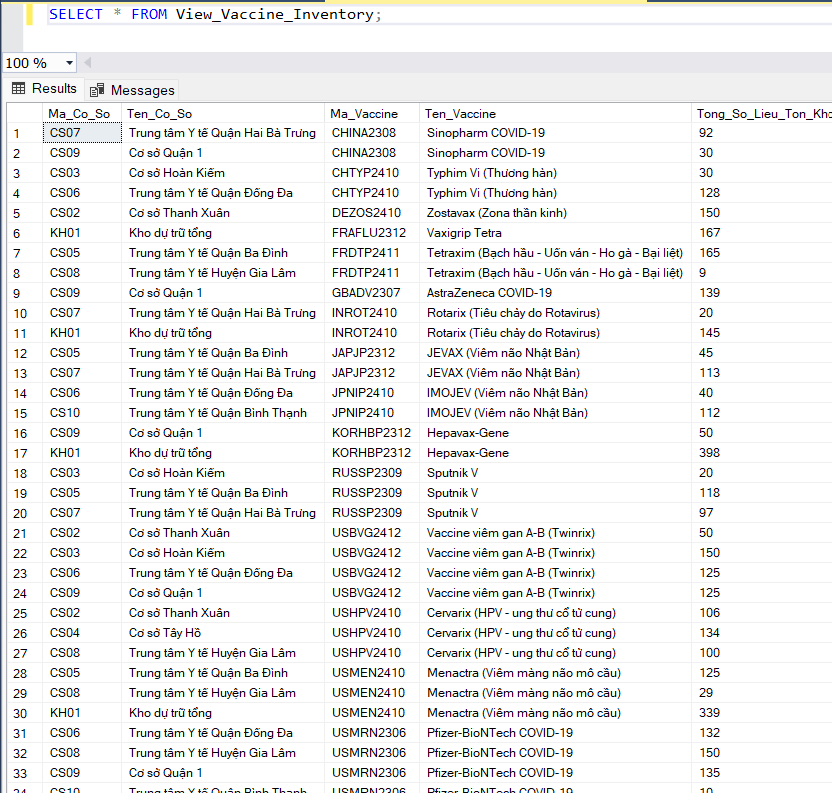 SELECT * FROM View_Vaccine_Inventory;
100 %
Results Messages
Ma_Co_So Ten_Co_So Ma_Vaccine Ten_Vaccine Tong_So_Lieu_Ton_Kho
1 CS07 Trung tâm Y tế Quận Hai Bà Trưng CHINA2308 Sinopharm COVID-19 92
2 CS09 Cơ sở Quận 1 CHINA2308 Sinopharm COVID-19 30
3 CS03 Cơ sở Hoàn Kiếm CHTYP2410 Typhim Vi (Thương hàn) 30
4 CS06 Trung tâm Y tế Quận Đống Đa CHTYP2410 Typhim Vi (Thương hàn) 128
5 CS02 Cơ sở Thanh Xuân DEZOS2410 Zostavax (Zona thần kinh) 150
6 KH01 Kho dự trữ tổng FRAFLU2312 Vaxigrip Tetra 167
7 CS05 Trung tâm Y tế Quận Ba Đình FRDTP2411 Tetraxim (Bạch hầu - Uốn ván - Ho gà - Bại liệt) 165
8 CS08 Trung tâm Y tế Huyện Gia Lâm FRDTP2411 Tetraxim (Bạch hầu - Uốn ván - Ho gà - Bại liệt) 9
9 CS09 Cơ sở Quận 1 GBADV2307 AstraZeneca COVID-19 139
10 CS07 Trung tâm Y tế Quận Hai Bà Trưng INROT2410 Rotarix (Tiêu chảy do Rotavirus) 20
11 KH01 Kho dự trữ tổng INROT2410 Rotarix (Tiêu chảy do Rotavirus) 145
12 CS05 Trung tâm Y tế Quận Ba Đình JAPJP2312 JEVAX (Viêm não Nhật Bản) 45
13 CS07 Trung tâm Y tế Quận Hai Bà Trưng JAPJP2312 JEVAX (Viêm não Nhật Bản) 113
14 CS06 Trung tâm Y tế Quận Đống Đa JPNIP2410 IMOJEV (Viêm não Nhật Bản) 40
15 CS10 Trung tâm Y tế Quận Bình Thạnh JPNIP2410 IMOJEV (Viêm não Nhật Bản) 112
16 CS09 Cơ sở Quận 1 KORHBP2312 Hepavax-Gene 50
17 KH01 Kho dự trữ tổng KORHBP2312 Hepavax-Gene 398
18 CS03 Cơ sở Hoàn Kiếm RUSSP2309 Sputnik V 20
19 CS05 Trung tâm Y tế Quận Ba Đình RUSSP2309 Sputnik V 118
20 CS07 Trung tâm Y tế Quận Hai Bà Trưng RUSSP2309 Sputnik V 97
21 CS02 Cơ sở Thanh Xuân USBVG2412 Vaccine viêm gan A-B (Twinrix) 50
22 CS03 Cơ sở Hoàn Kiếm USBVG2412 Vaccine viêm gan A-B (Twinrix) 150
23 CS06 Trung tâm Y tế Quận Đống Đa USBVG2412 Vaccine viêm gan A-B (Twinrix) 125
24 CS09 Cơ sở Quận 1 USBVG2412 Vaccine viêm gan A-B (Twinrix) 125
25 CS02 Cơ sở Thanh Xuân USHPV2410 Cervarix (HPV - ung thư cổ tử cung) 106
26 CS04 Cơ sở Tây Hồ USHPV2410 Cervarix (HPV - ung thư cổ tử cung) 134
27 CS08 Trung tâm Y tế Huyện Gia Lâm USHPV2410 Cervarix (HPV - ung thư cổ tử cung) 100
28 CS05 Trung tâm Y tế Quận Ba Đình USMEN2410 Menactra (Viêm màng não mô cầu) 125
29 CS08 Trung tâm Y tế Huyện Gia Lâm USMEN2410 Menactra (Viêm màng não mô cầu) 29
30 KH01 Kho dự trữ tổng USMEN2410 Menactra (Viêm màng não mô cầu) 339
31 CS06 Trung tâm Y tế Quận Đống Đa USMRN2306 Pfizer-BioNTech COVID-19 132
32 CS08 Trung tâm Y tế Huyện Gia Lâm USMRN2306 Pfizer-BioNTech COVID-19 150
33 CS09 Cơ sở Quận 1 USMRN2306 Pfizer-BioNTech COVID-19 135
34 CS10 Trung tâm Y tế Quận Bình Thạnh USMRN2306 Pfizer-BioNTech COVID-19 10